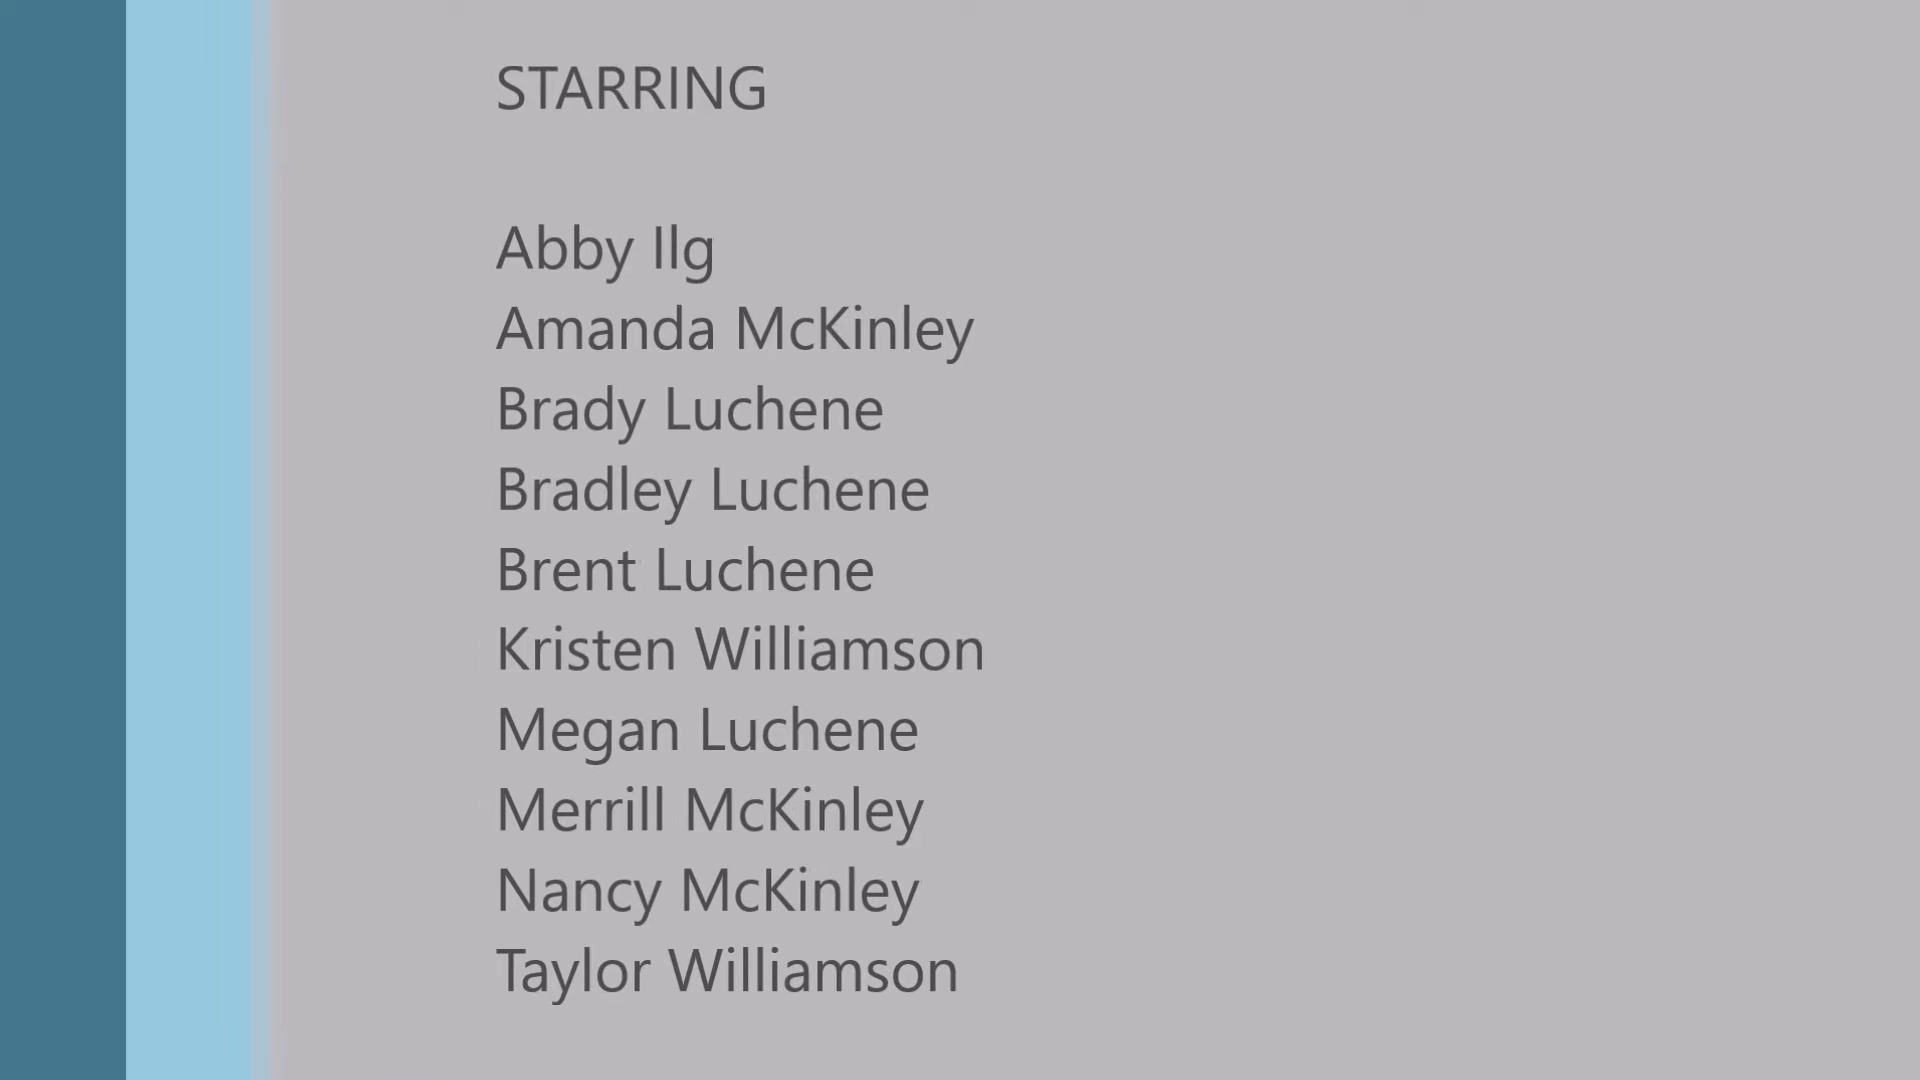 STARRING
Abby Ilg
Amanda McKinley
Brady Luchene
Bradley Luchene
Brent Luchene
Kristen Williamson
Megan Luchene
Merrill McKinley
Nancy McKinley
Taylor Williamson